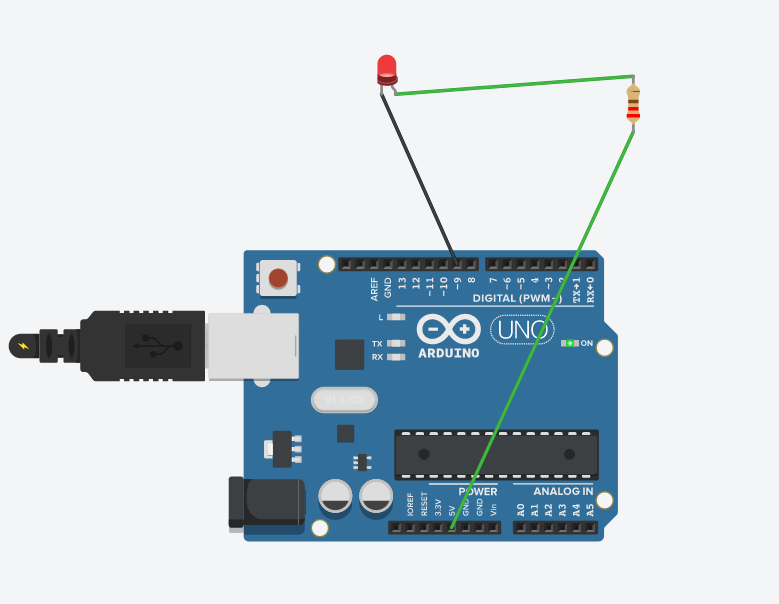 AREF
GND
13
12
~11
~10
~9
8
7
~6
~5
4
~3
2
TX→1
RX←0
DIGITAL (PWM~)
L
TX
RX
UNO
ARDUINO
ON
POWER
ANALOG IN
IOREF
RESET
3.3V
5V
GND
GND
Vin
A0
A1
A2
A3
A4
A5